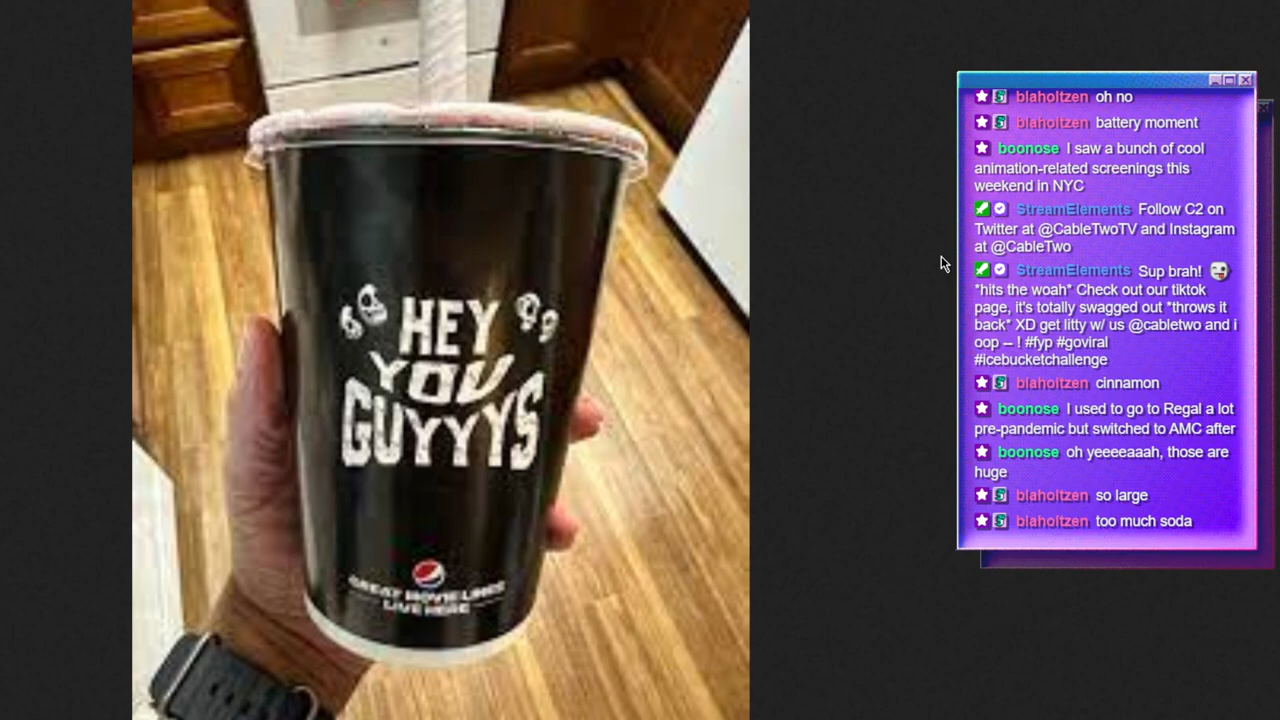 HEY
YOU
GUYYYS
GREAT MOVIE LINES
LIVE HERE
blaholtzen oh no
blaholtzen battery moment
boonose I saw a bunch of cool
animation-related screenings this
weekend in NYC
StreamElements Follow C2 on
Twitter at @CableTwoTV and Instagram
at @CableTwo
StreamElements Sup brah!
*hits the woah* Check out our tiktok
page, it's totally swagged out *throws it
back* XD get litty w/ us @cabletwo and i
oop -- ! #fyp #goviral
#icebucketchallenge
blaholtzen cinnamon
boonose I used to go to Regal a lot
pre-pandemic but switched to AMC after
boonose oh yeeeeaaah, those are
huge
blaholtzen so large
blaholtzen too much soda